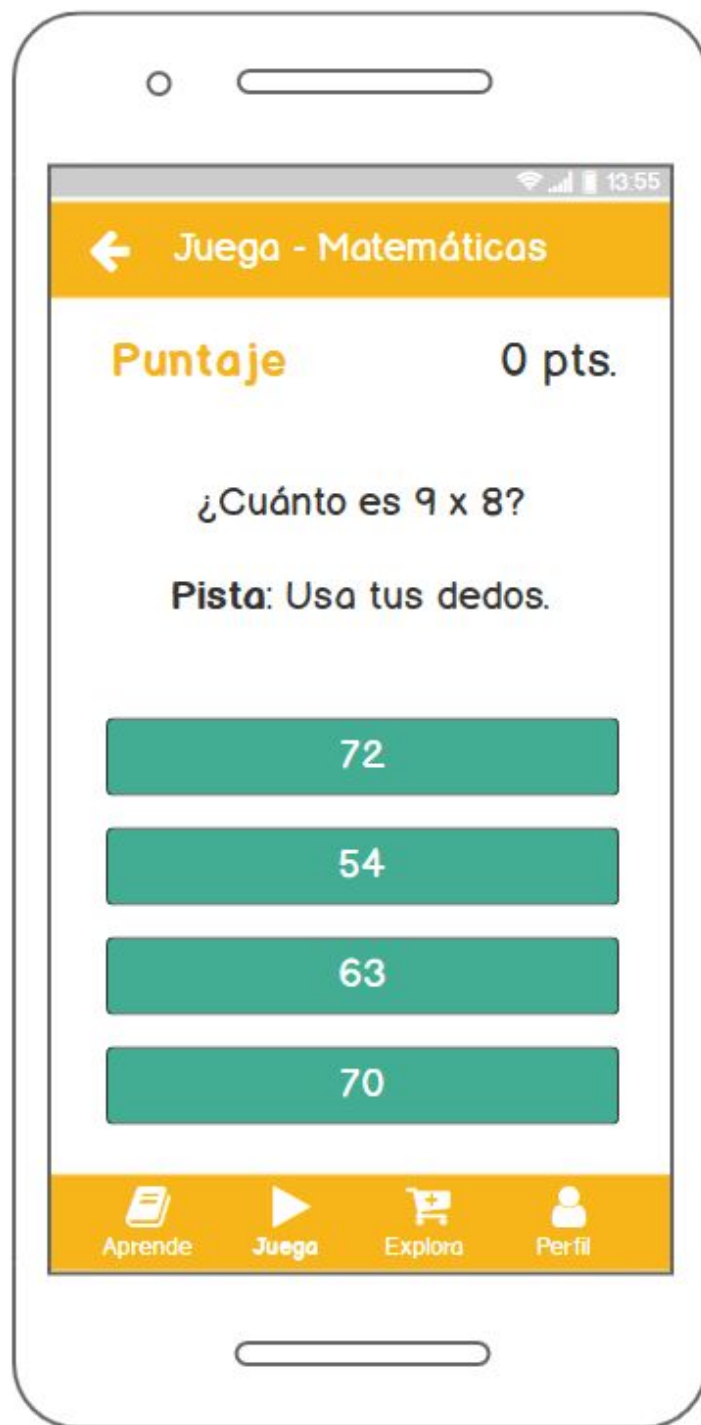 13:55
Juega - Matemáticas
Puntaje 0 pts.
¿Cuánto es 9 x 8?
Pista: Usa tus dedos.
72
54
63
70
Aprende Juega Explora Perfil